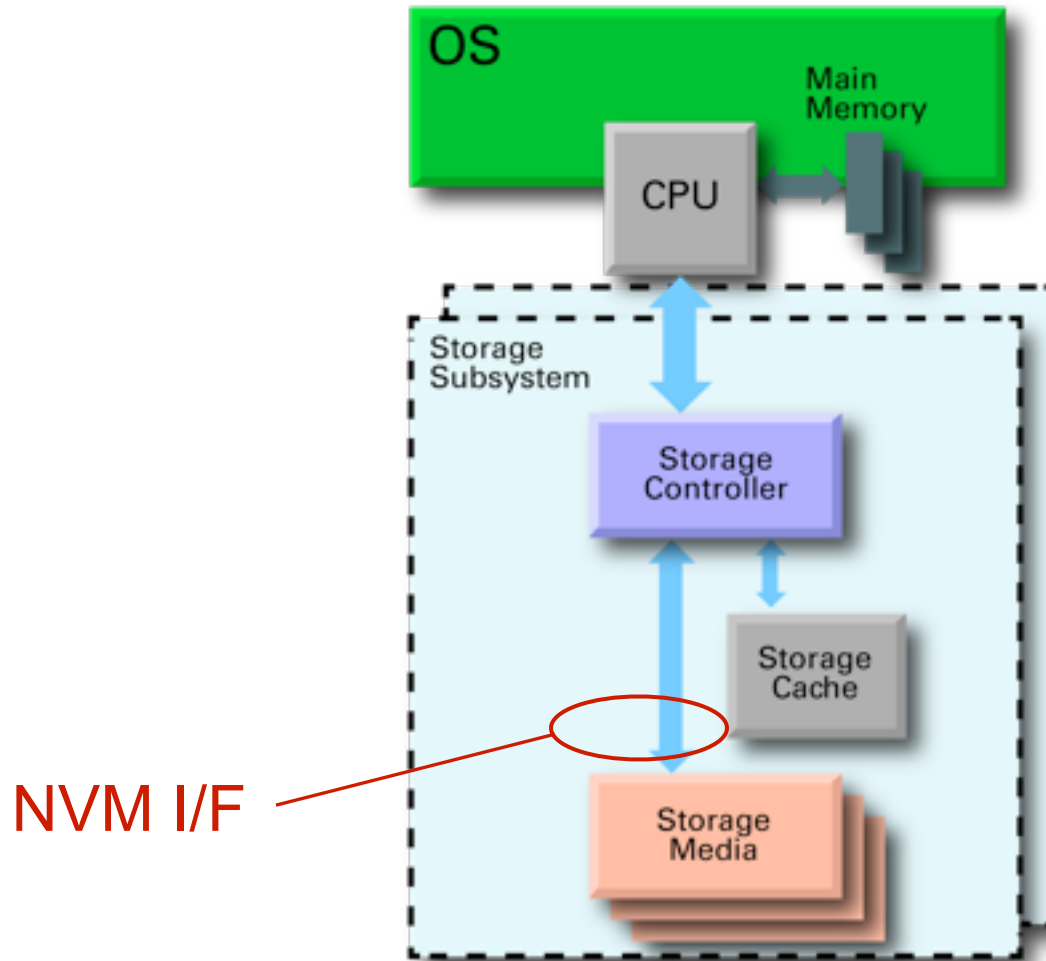 OS
Main
Memory
CPU
Storage
Subsystem
Storage
Controller
Storage
Cache
NVM I/F
Storage
Media